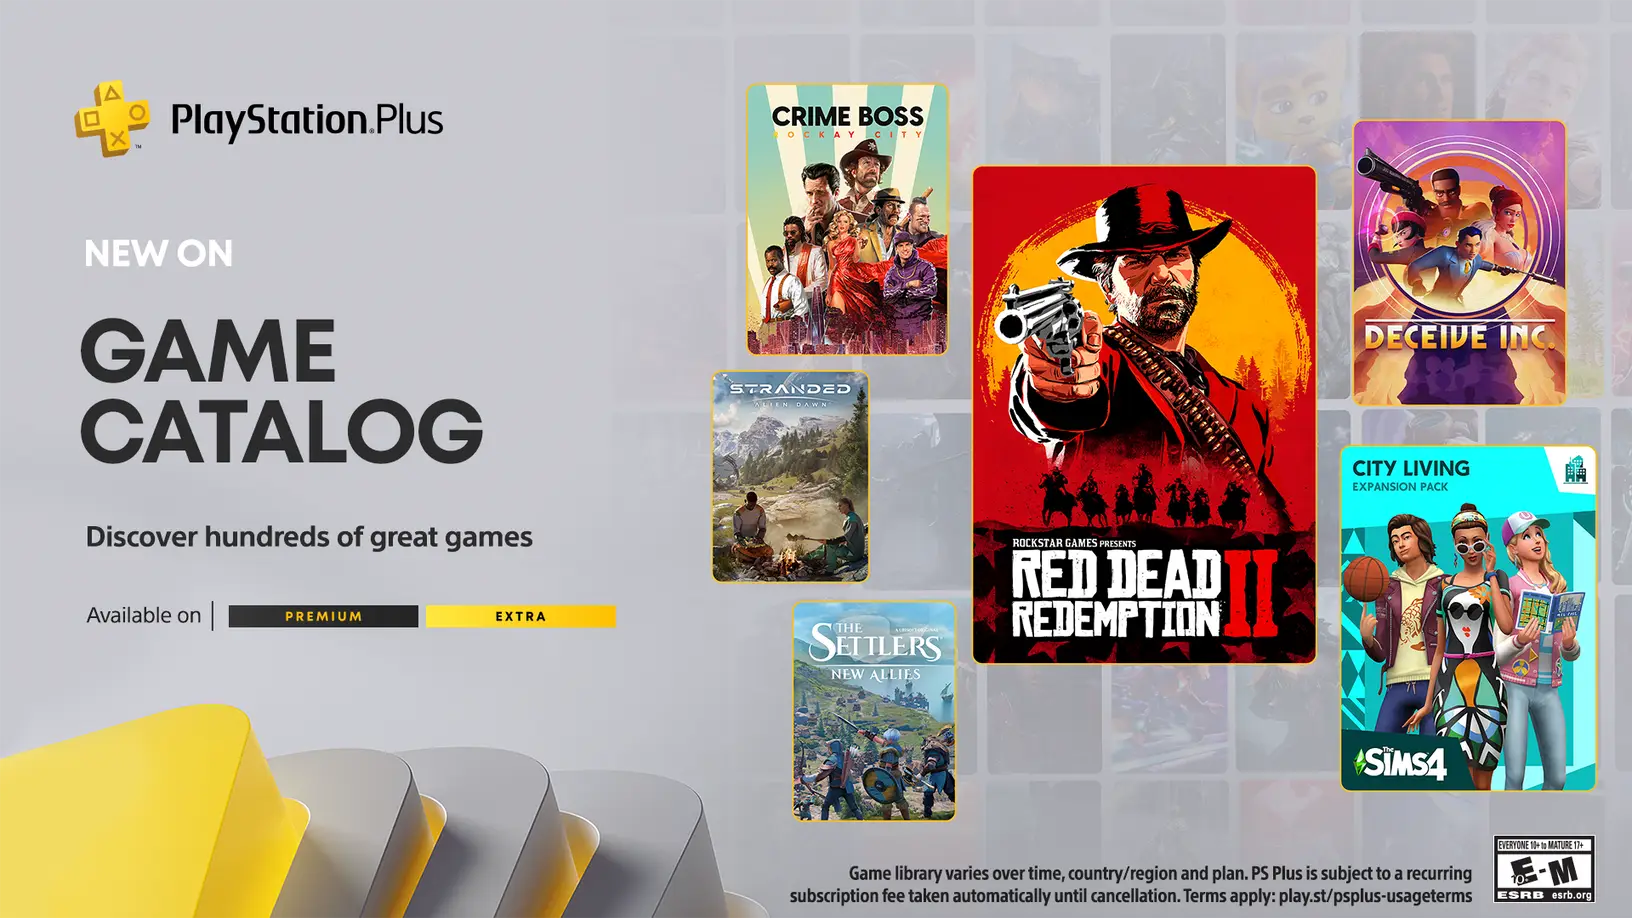 PlayStation®Plus
NEW ON
GAME
CATALOG
Discover hundreds of great games
Available on
PREMIUM
EXTRA
CRIME BOSS
ROCKAY CITY
STRANDED
ALIEN DAWN
THE
SETTLERS
NEW ALLIES
ROCKSTAR GAMES PRESENTS
RED DEAD
REDEMPTION II
DECEIVE INC.
CITY LIVING
EXPANSION PACK
The
SIMS4
Game library varies over time, country/region and plan. PS Plus is subject to a recurring
subscription fee taken automatically until cancellation. Terms apply: play.st/psplus-usageterms
EVERYONE 10+ to MATURE 17+
E-M
10+
ESRB esrb.org